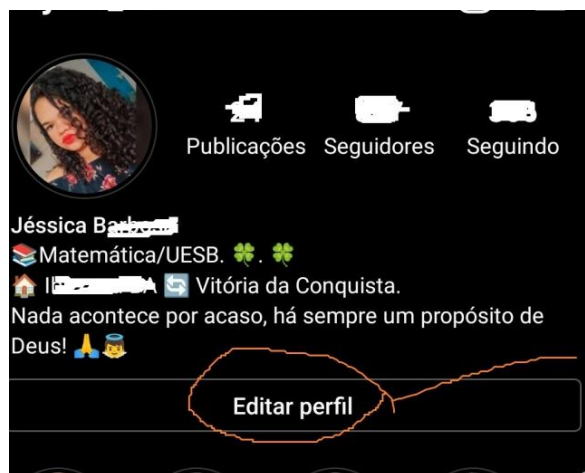 Publicações Seguidores Seguindo
Jéssica
📚Matemática/UESB. 🍀. 🍀
🏠 🔄 Vitória da Conquista.
Nada acontece por acaso, há sempre um propósito de
Deus! 🙏👼
Editar perfil